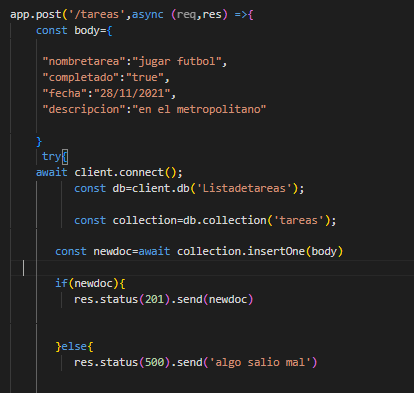 app.post('/tareas',async (req,res) =>{
const body={
"nombretarea":"jugar futbol",
"completado":"true",
"fecha":"28/11/2021",
"descripcion":"en el metropolitano"
}
try{
await client.connect();
const db=client.db('Listadetareas');
const collection=db.collection('tareas');
const newdoc=await collection.insertOne(body)
if(newdoc){
res.status(201).send(newdoc)
}else{
res.status(500).send('algo salio mal')